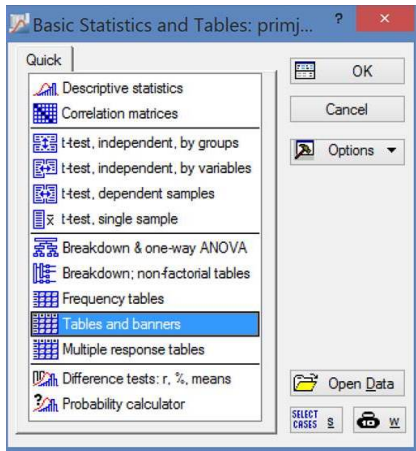 Basic Statistics and Tables: primj... ? ×
Quick
Descriptive statistics
Correlation matrices
t-test, independent, by groups
t-test, independent, by variables
t-test, dependent samples
t-test, single sample
Breakdown & one-way ANOVA
Breakdown; non-factorial tables
Frequency tables
Tables and banners
Multiple response tables
Difference tests: r, %, means
Probability calculator
OK
Cancel
Options
Open Data
SELECT CASES S
W